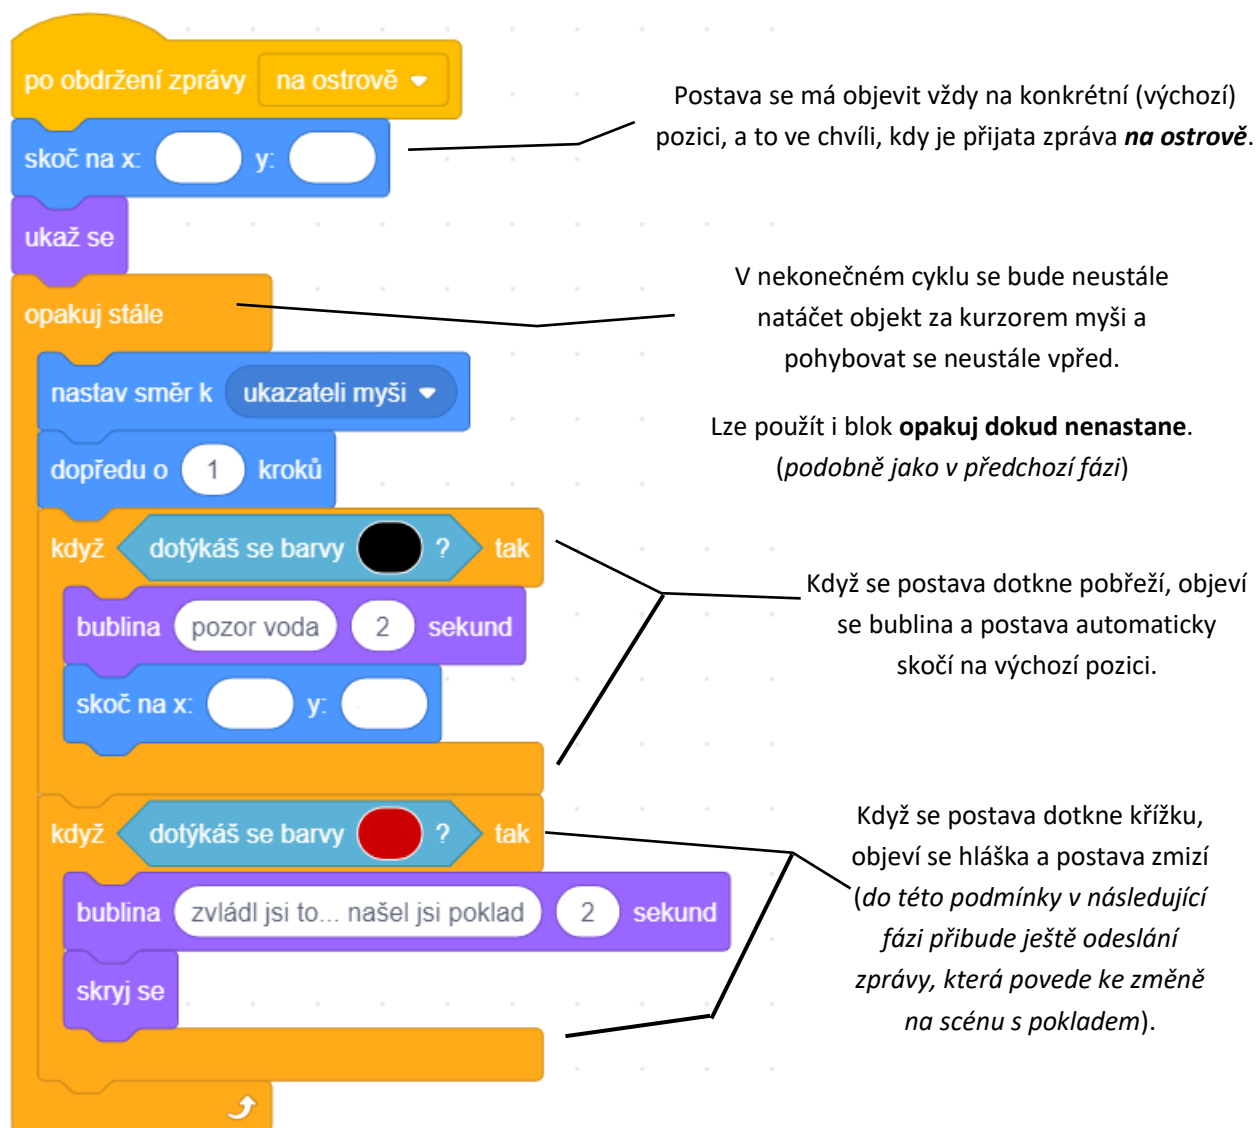 po obdržení zprávy na ostrově
skoč na x: y:
ukaž se
opakuj stále
nastav směr k ukazateli myši
dopředu o 1 kroků
když dotýkáš se barvy ? tak
bublina pozor voda 2 sekund
skoč na x: y:
když dotýkáš se barvy ? tak
bublina zvládl jsi to... našel jsi poklad 2 sekund
skryj se
Postava se má objevit vždy na konkrétní (výchozí)
pozici, a to ve chvíli, kdy je přijata zpráva na ostrově.
V nekonečném cyklu se bude neustále
natáčet objekt za kurzorem myši a
pohybovat se neustále vpřed.
Lze použít i blok opakuj dokud nenastane.
(podobně jako v předchozí fázi)
Když se postava dotkne pobřeží, objeví
se bublina a postava automaticky
skočí na výchozí pozici.
Když se postava dotkne křížku,
objeví se hláška a postava zmizí
(do této podmínky v následující
fázi přibude ještě odeslání
zprávy, která povede ke změně
na scénu s pokladem).